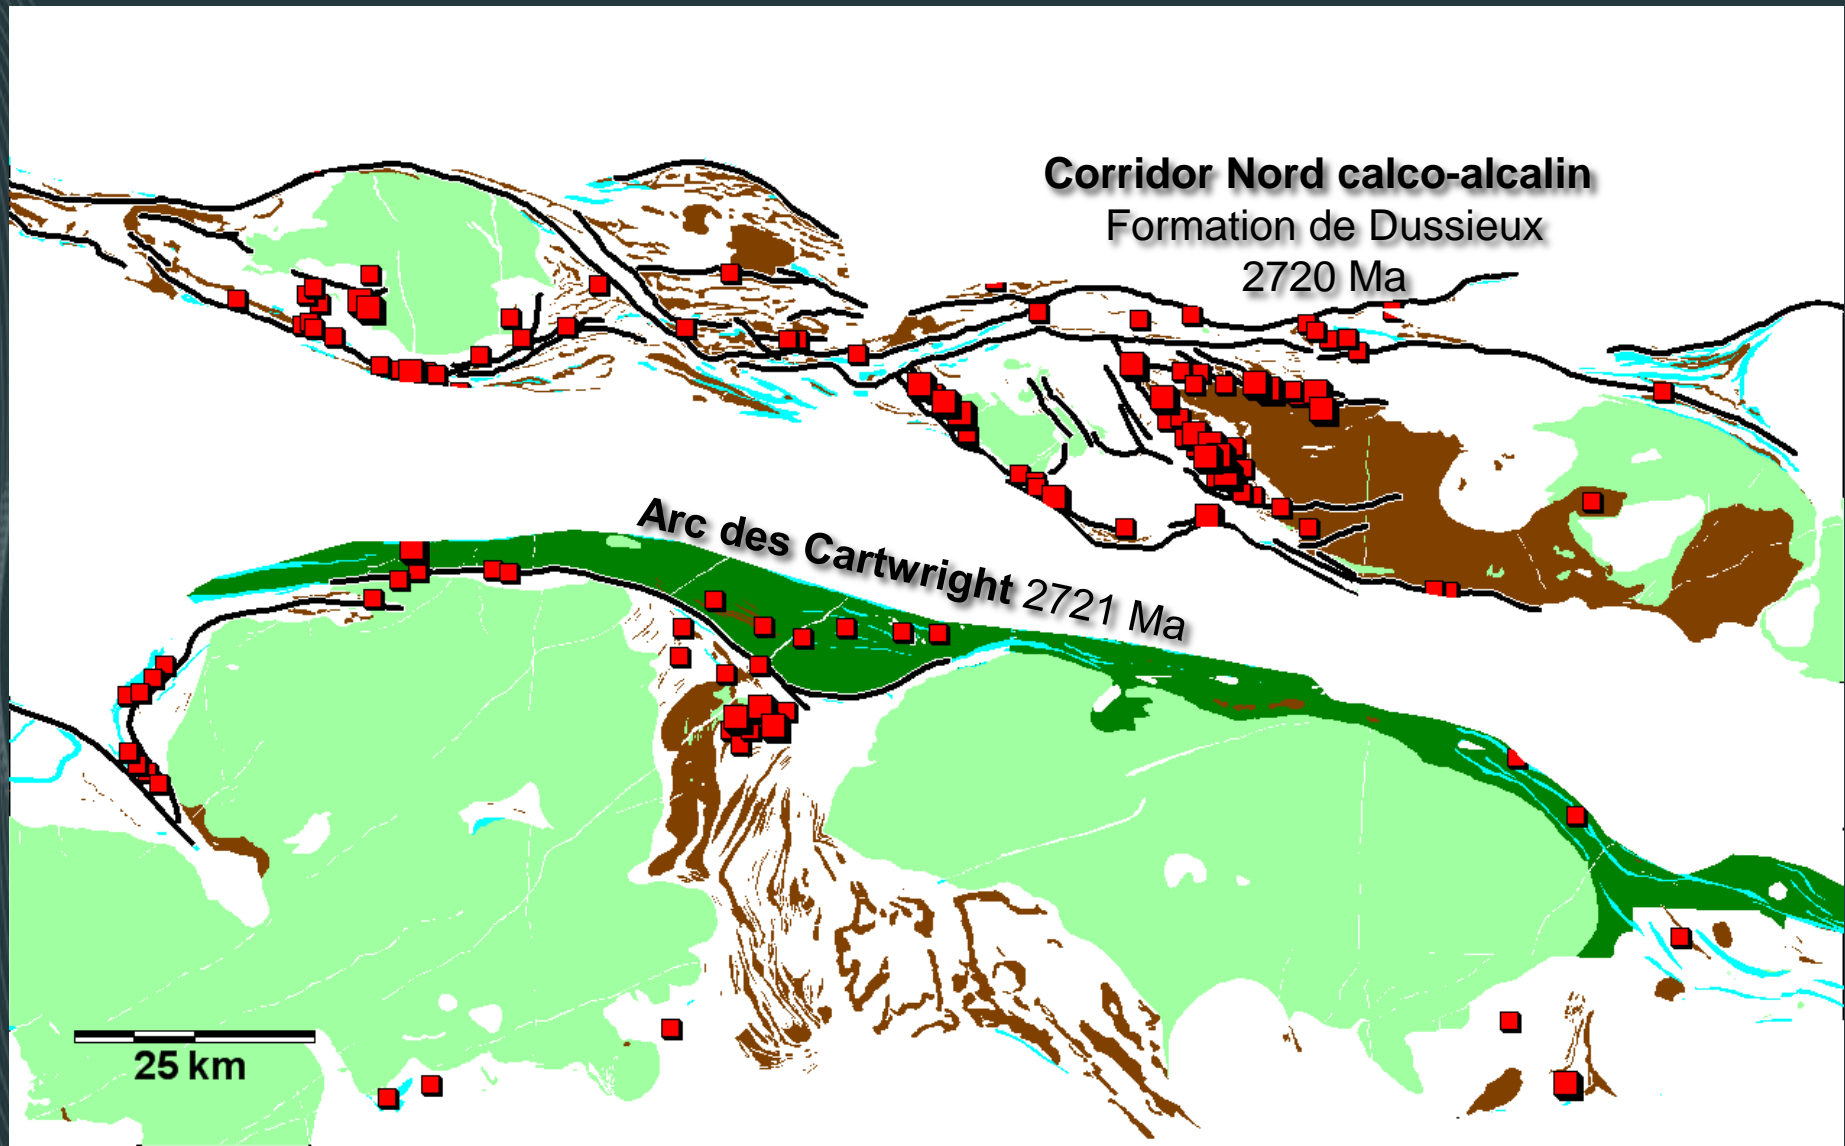 Corridor Nord calco-alcalin
Formation de Dussieux
2720 Ma
Arc des Cartwright 2721 Ma
25 km